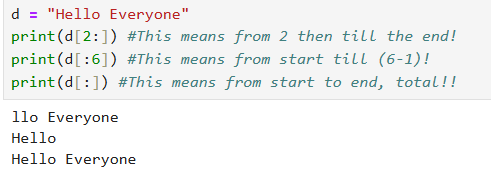 d = "Hello Everyone"
print(d[2:]) #This means from 2 then till the end!
print(d[:6]) #This means from start till (6-1)!
print(d[:]) #This means from start to end, total!!
llo Everyone
Hello
Hello Everyone